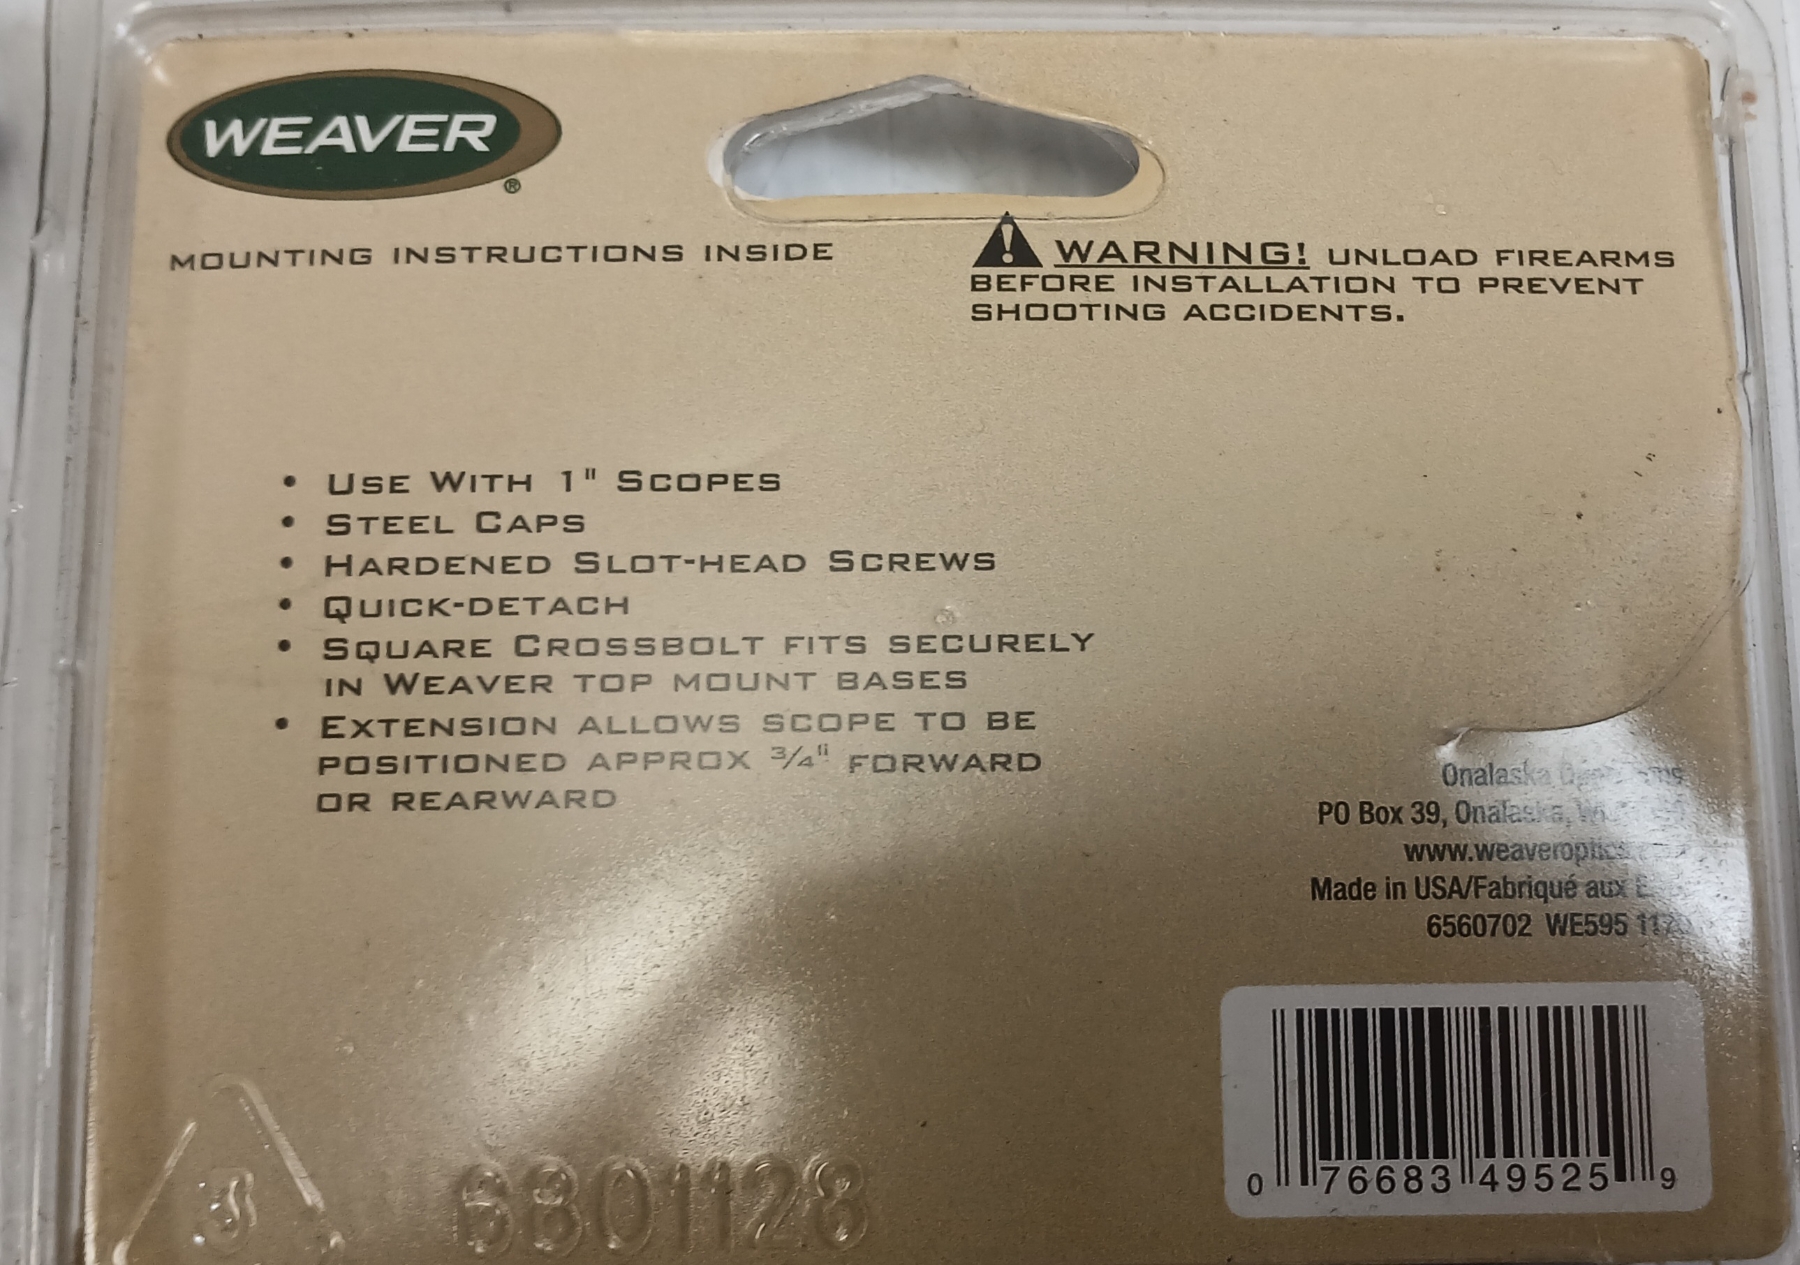 WEAVER®
MOUNTING INSTRUCTIONS INSIDE
WARNING! UNLOAD FIREARMS
BEFORE INSTALLATION TO PREVENT
SHOOTING ACCIDENTS.
• USE WITH 1" SCOPES
• STEEL CAPS
• HARDENED SLOT-HEAD SCREWS
• QUICK-DETACH
• SQUARE CROSSBOLT FITS SECURELY
IN WEAVER TOP MOUNT BASES
• EXTENSION ALLOWS SCOPE TO BE
POSITIONED APPROX 3/4" FORWARD
OR REARWARD
Onalaska
PO Box 39, Onalaska,
Made in USA/Fabriqué aux
6560702 WE595
0 76683 49525 9
3 6801128